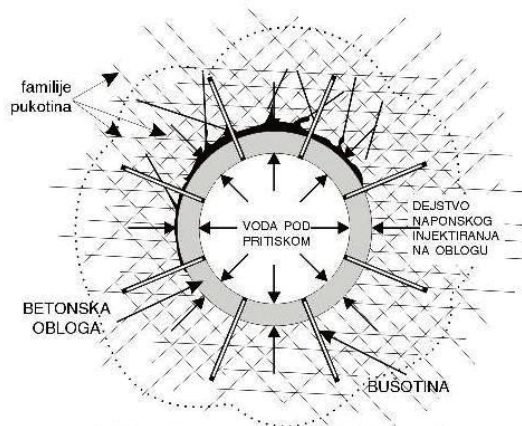 familije
pukotina
VODA POD
PRITISKOM
DEJSTVO
NAPONSKOG
INJEKTIRANJA
NA OBLOGU
BETONSKA
OBLOGA
BUŠOTINA